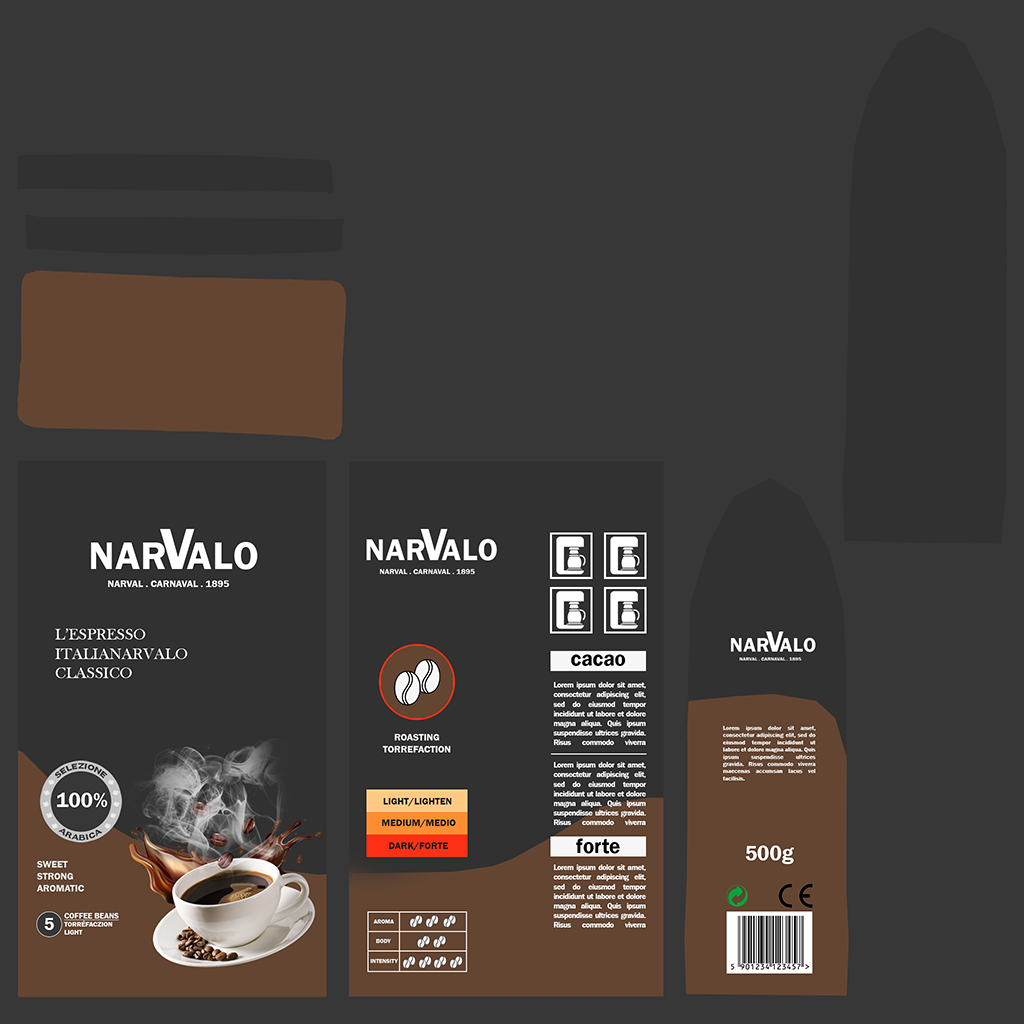 NARVALO
NARVAL . CARNAVAL . 1895
L'ESPRESSO
ITALIANARVALO
CLASSICO
SELEZIONE
100%
ARABICA
SWEET
STRONG
AROMATIC
5
COFFEE BEANS
TORREFACZION
LIGHT
NARVALO
NARVAL . CARNAVAL . 1895
ROASTING
TORREFACTION
LIGHT/LIGHTEN
MEDIUM/MEDIO
DARK/FORTE
AROMA
BODY
INTENSITY
cacao
Lorem ipsum dolor sit amet,
consectetur adipiscing elit,
sed do eiusmod tempor
incididunt ut labore et dolore
magna aliqua. Quis ipsum
suspendisse ultrices gravida.
Risus commodo viverra
Lorem ipsum dolor sit amet,
consectetur adipiscing elit,
sed do eiusmod tempor
incididunt ut labore et dolore
magna aliqua. Quis ipsum
suspendisse ultrices gravida.
Risus commodo viverra
forte
Lorem ipsum dolor sit amet,
consectetur adipiscing elit,
sed do eiusmod tempor
incididunt ut labore et dolore
magna aliqua. Quis ipsum
suspendisse ultrices gravida.
Risus commodo viverra
NARVALO
NARVAL . CARNAVAL . 1895
Lorem ipsum dolor sit amet,
consectetur adipiscing elit, sed do
eiusmod tempor incididunt ut
labore et dolore magna aliqua. Quis
ipsum suspendisse ultrices
gravida. Risus commodo viverra
maecenas accumsan lacus vel
facilisis.
500g
CE
5 901234 123457 >